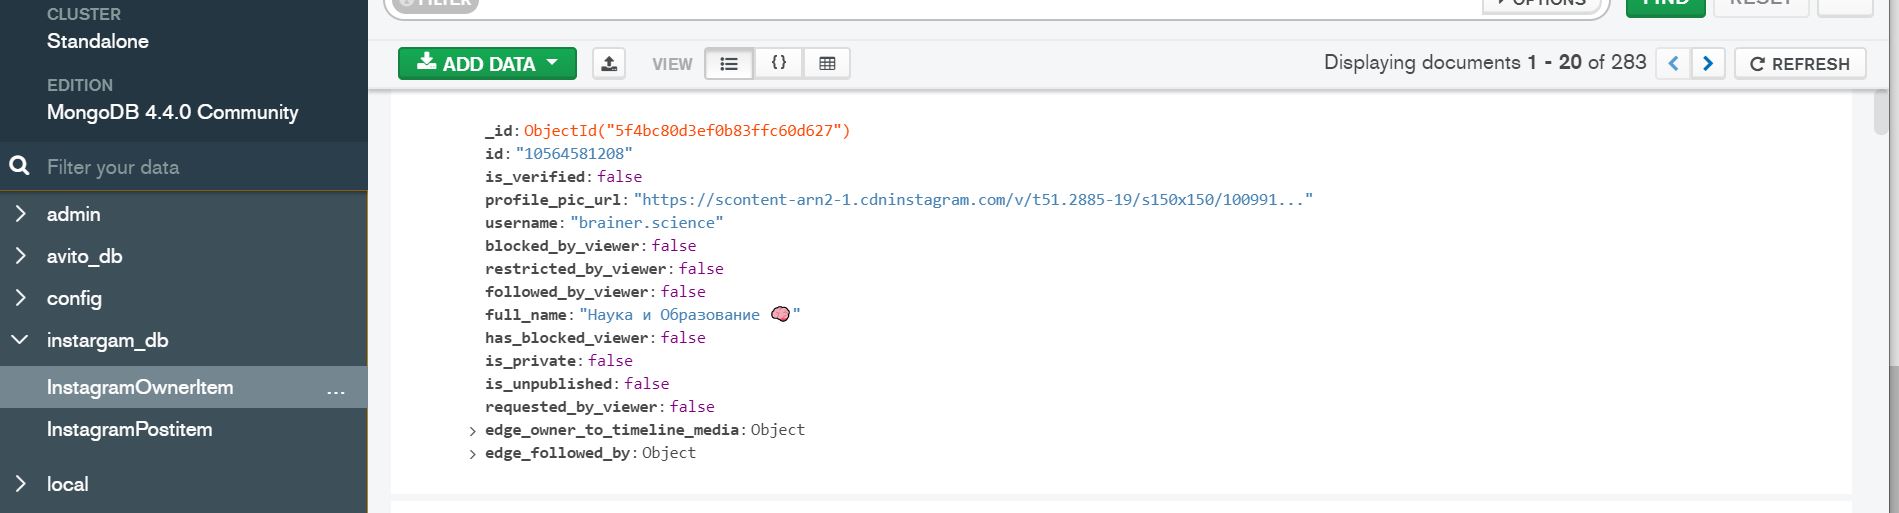 CLUSTER
Standalone
EDITION
MongoDB 4.4.0 Community
Filter your data
admin
avito_db
config
instargam_db
InstagramOwnerItem ...
InstagramPostitem
local
FILTER
OPTIONS
FIND
RESET
ADD DATA
VIEW
{}
Displaying documents 1 - 20 of 283
REFRESH
_id: ObjectId("5f4bc80d3ef0b83ffc60d627")
id: "10564581208"
is_verified: false
profile_pic_url: "https://scontent-arn2-1.cdninstagram.com/v/t51.2885-19/s150x150/100991..."
username: "brainer.science"
blocked_by_viewer: false
restricted_by_viewer: false
followed_by_viewer: false
full_name: "Наука и Образование 🧠"
has_blocked_viewer: false
is_private: false
is_unpublished: false
requested_by_viewer: false
edge_owner_to_timeline_media: Object
edge_followed_by: Object